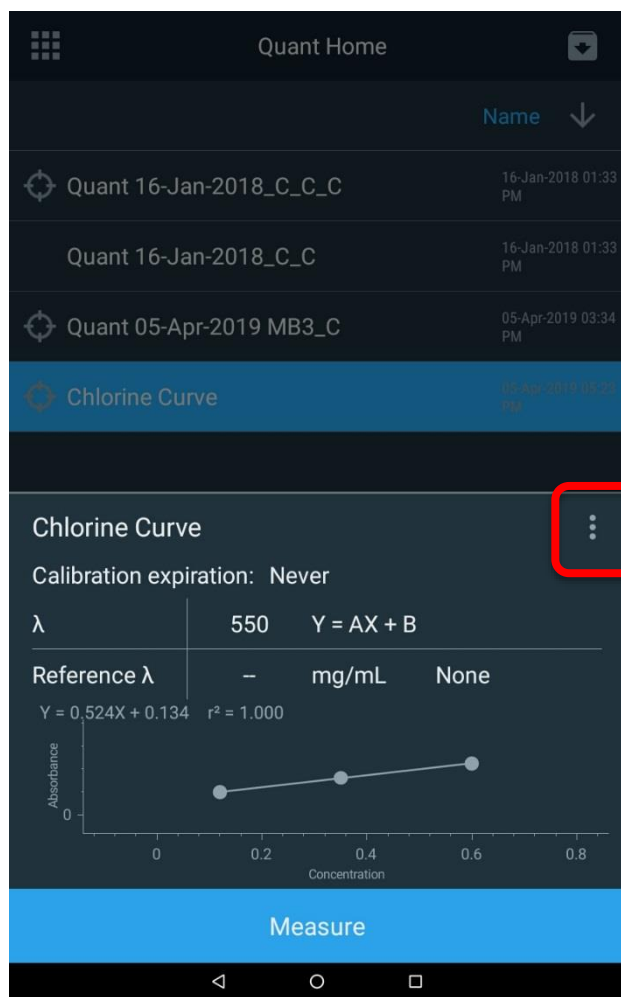 Quant Home
Name
Quant 16-Jan-2018_C_C_C
16-Jan-2018 01:33
PM
Quant 16-Jan-2018_C_C
16-Jan-2018 01:33
PM
Quant 05-Apr-2019 MB3_C
05-Apr-2019 03:34
PM
Chlorine Curve
PM
Chlorine Curve
Calibration expiration: Never
λ 550 Y = AX + B
Reference λ -- mg/mL None
Y = 0.524X + 0.134 r² = 1.000
Absorbance
0
0 0.2 0.4 0.6 0.8
Concentration
Measure